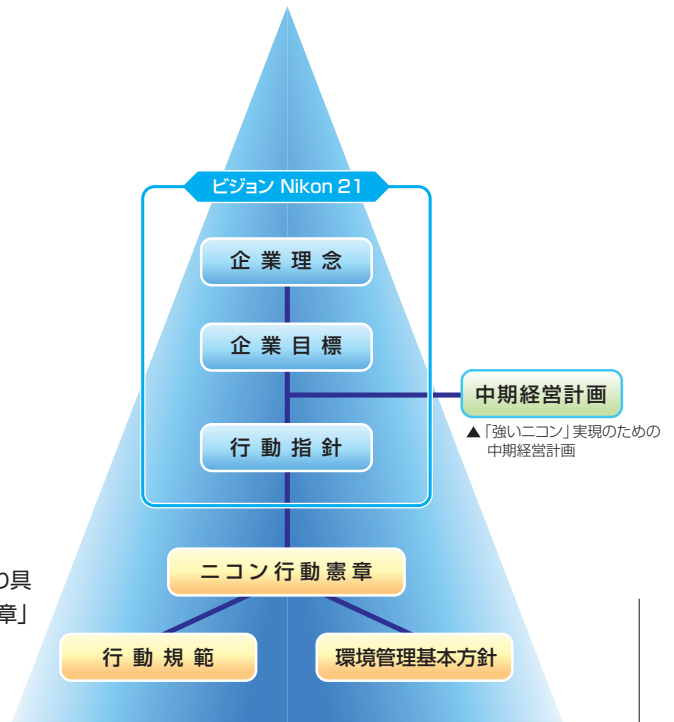 ビジョン Nikon 21
企業理念
企業目標
中期経営計画
▲「強いニコン」実現のための
中期経営計画
行動指針
ニコン行動憲章
り具
章」
行動規範
環境管理基本方針